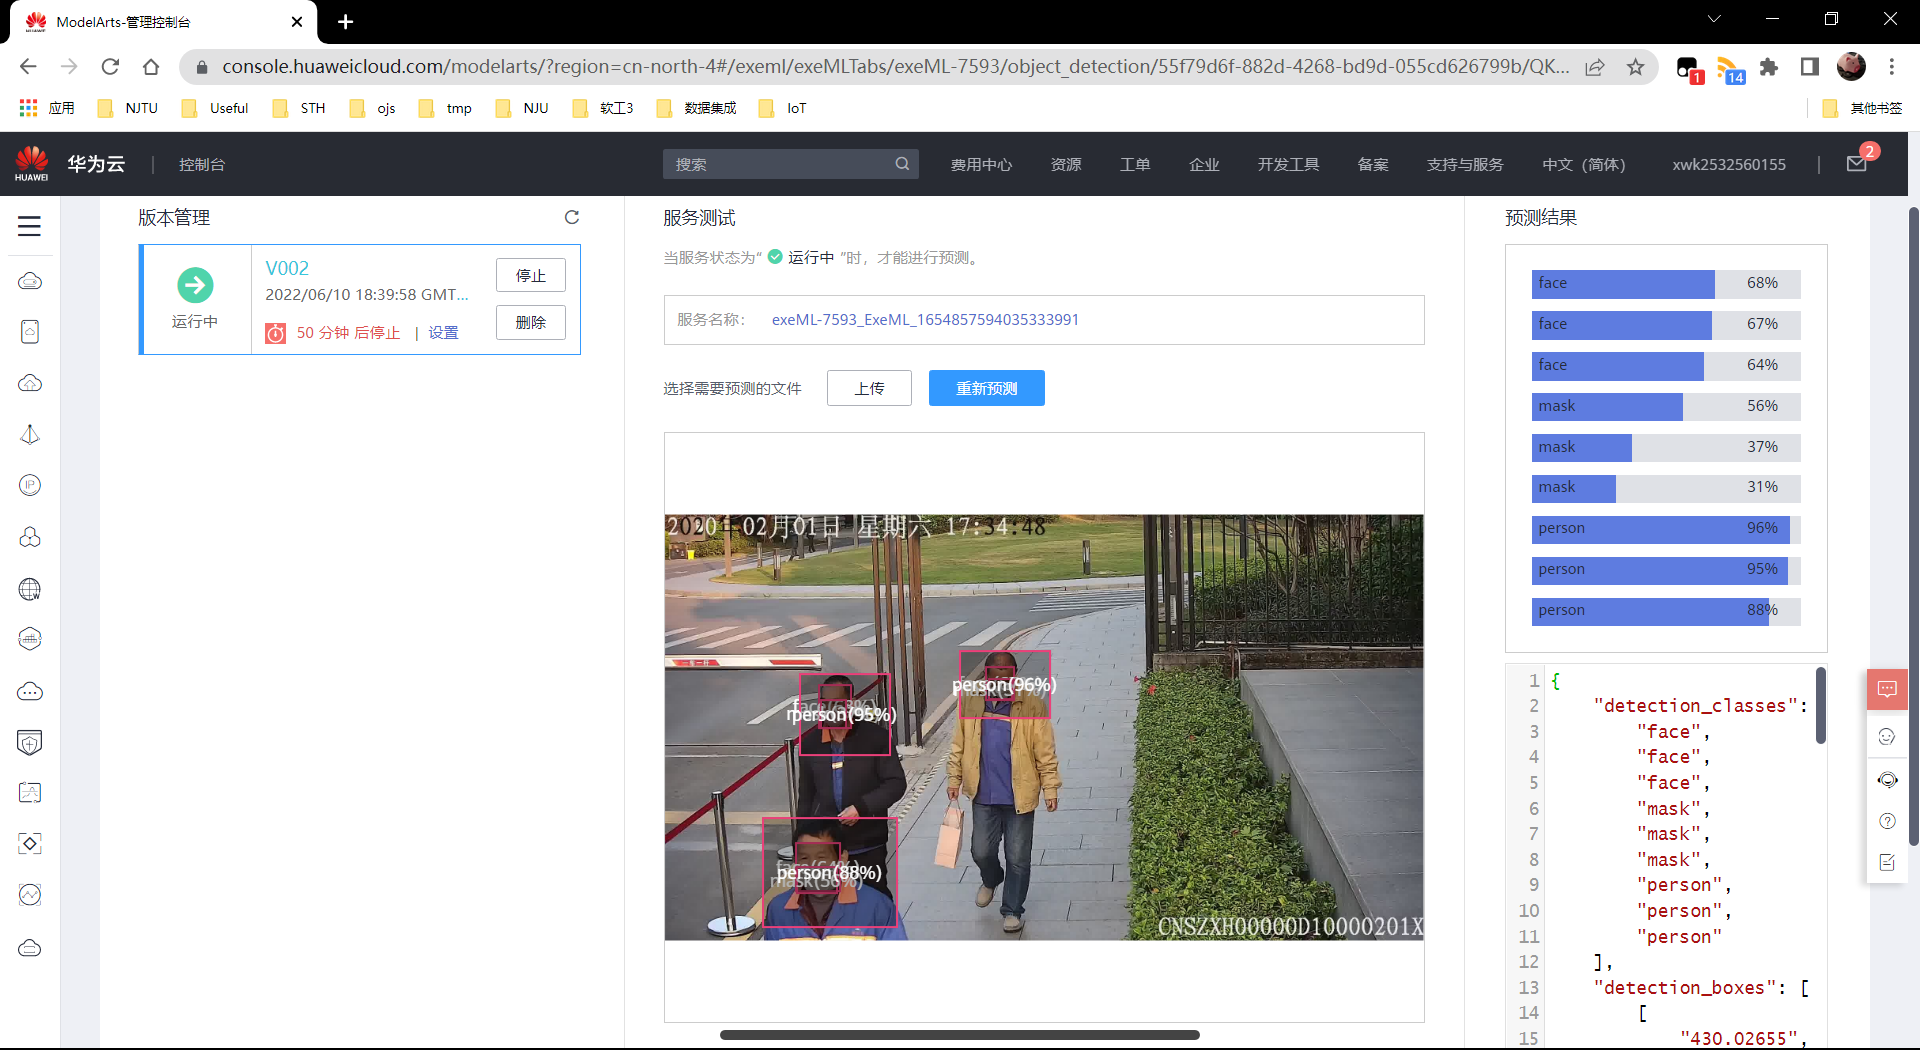 ModelArts-管理控制台
console.huaweicloud.com/modelarts/?region=cn-north-4#/exeml/exeMLTabs/exeML-7593/object_detection/55f79d6f-882d-4268-bd9d-055cd626799b/QK...
1
14
应用 NJTU Useful STH ojs tmp NJU 软工3 数据集成 IoT 其他书签
HUAWEI 华为云 | 控制台 搜索 费用中心 资源 工单 企业 开发工具 备案 支持与服务 中文（简体） xwk2532560155 | 2
版本管理
V002
2022/06/10 18:39:58 GMT...
运行中
50 分钟 后停止 | 设置
停止
删除
IP
W
服务测试
当服务状态为“ 运行中 ”时，才能进行预测。
服务名称： exeML-7593_ExeML_1654857594035333991
选择需要预测的文件 上传 重新预测
2020年02月01日 星期六 17:34:48
person(96%)
person(95%)
face(64%)
person(88%)
mask(56%)
CNSZXH00000D10000201X
预测结果
face 68%
face 67%
face 64%
mask 56%
mask 37%
mask 31%
person 96%
person 95%
person 88%
1 {
2 "detection_classes":
3 "face",
4 "face",
5 "face",
6 "mask",
7 "mask",
8 "mask",
9 "person",
10 "person",
11 "person"
12 ],
13 "detection_boxes": [
14 [
15 "430.02655",